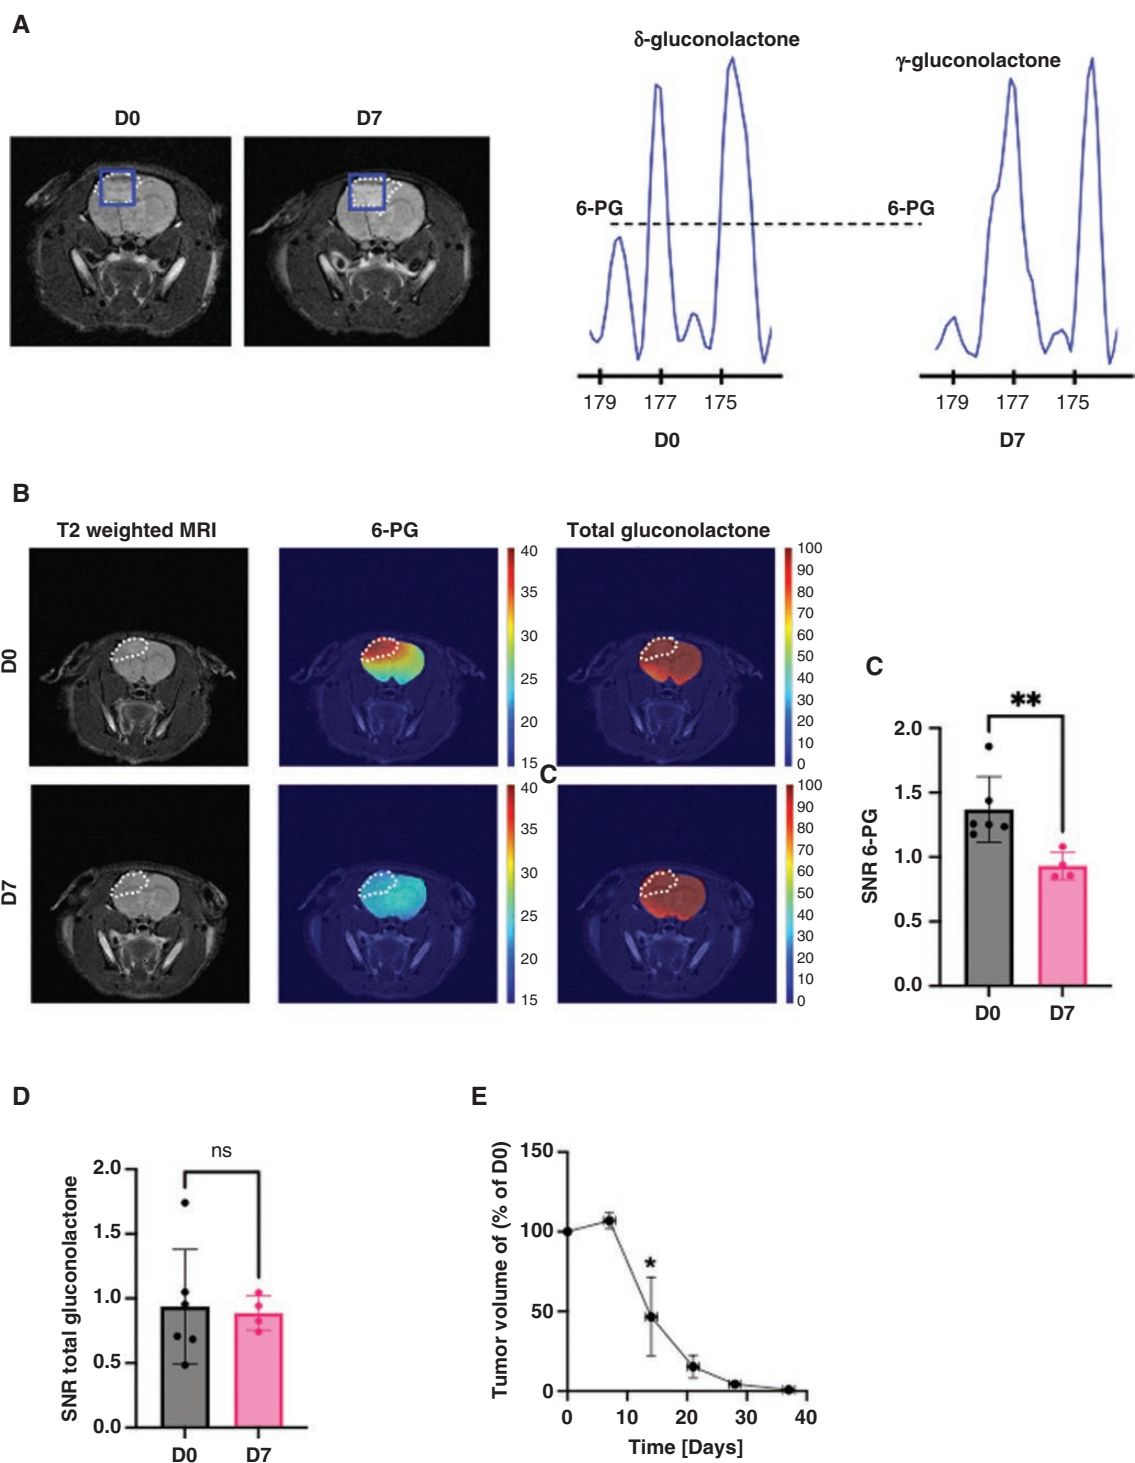 A
D0
D7
δ-gluconolactone
γ-gluconolactone
6-PG
6-PG
179
177
175
179
177
175
D0
D7
B
T2 weighted MRI
6-PG
Total gluconolactone
D0
40
35
30
25
20
15
100
90
80
70
60
50
40
30
20
10
0
C
D7
40
35
30
25
20
15
100
90
80
70
60
50
40
30
20
10
0
C
**
SNR 6-PG
2.0
1.5
1.0
0.5
0.0
D0
D7
D
ns
SNR total gluconolactone
2.0
1.5
1.0
0.5
0.0
D0
D7
E
Tumor volume of (% of D0)
150
100
50
0
*
0
10
20
30
40
Time [Days]